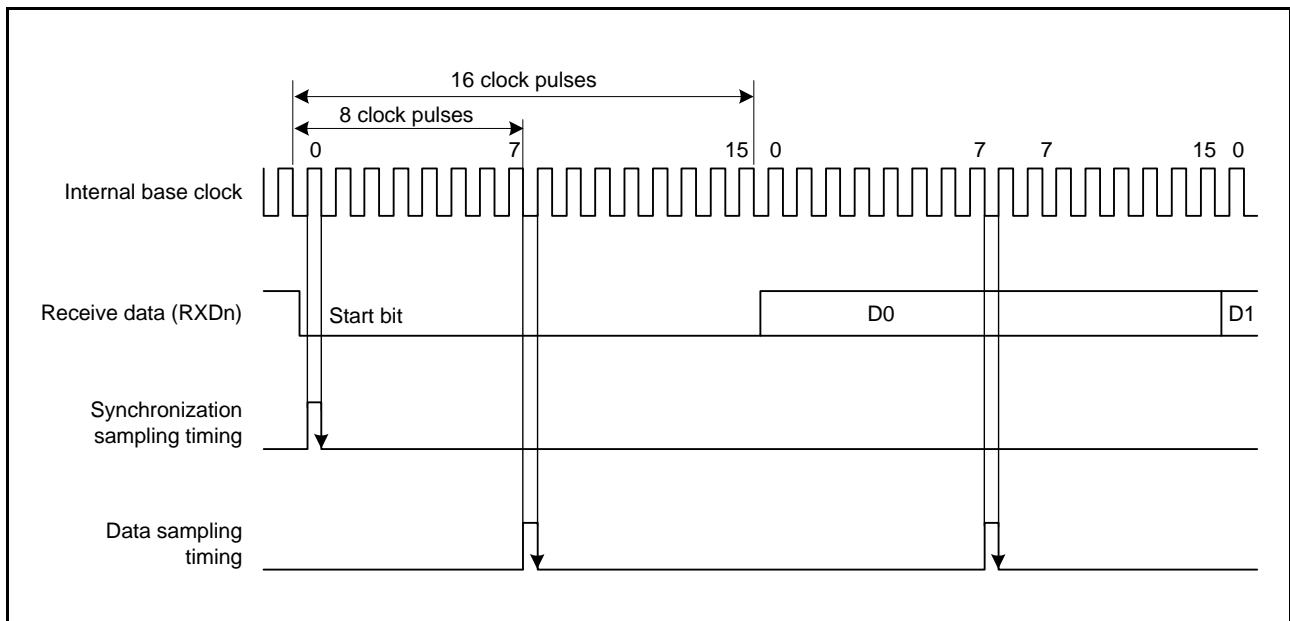 16 clock pulses
8 clock pulses
0 7 15 0 7 7 15 0
Internal base clock
Receive data (RXDn)
Start bit D0 D1
Synchronization
sampling timing
Data sampling
timing